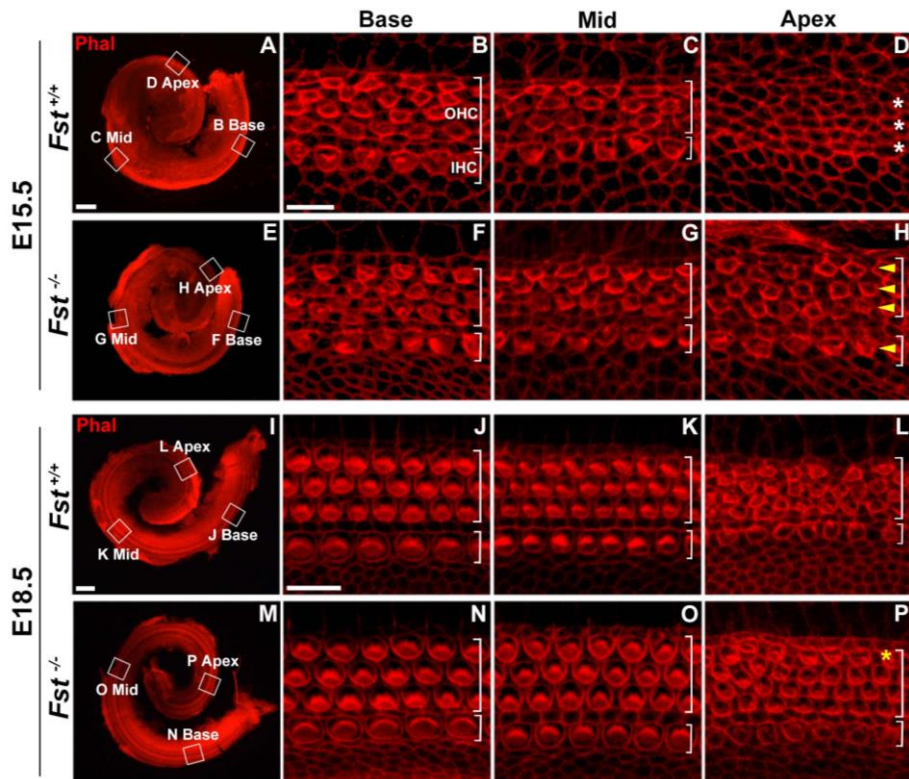 Base Mid Apex
E15.5
Fst +/+
Phal A
D Apex
C Mid
B Base
B
OHC
IHC
C
D
*
*
*
Fst -/-
E
H Apex
G Mid
F Base
F
G
H
E18.5
Fst +/+
Phal I
L Apex
K Mid
J Base
J
K
L
Fst -/-
M
O Mid
P Apex
N Base
N
O
P
*